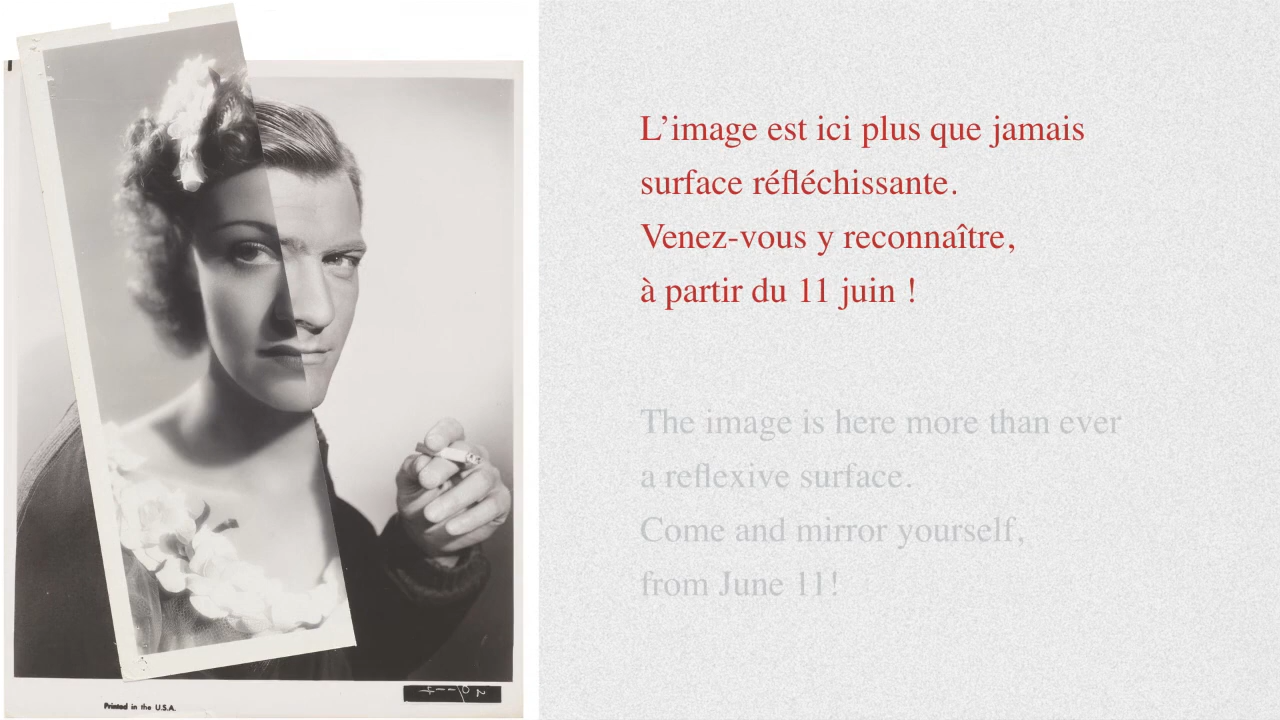 L’image est ici plus que jamais
surface réfléchissante.
Venez-vous y reconnaître,
à partir du 11 juin !
The image is here more than ever
a reflexive surface.
Come and mirror yourself,
from June 11!
Printed in the U.S.A.